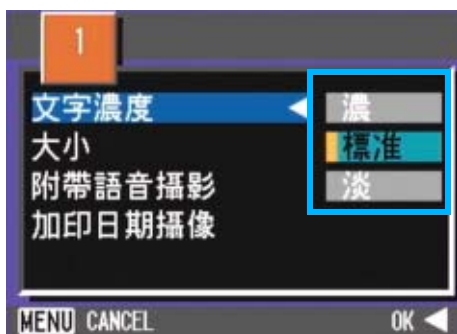 1
文字濃度 ◀ 濃
大小 標准
附帶語音攝影 淡
加印日期攝像
MENU CANCEL OK ◀